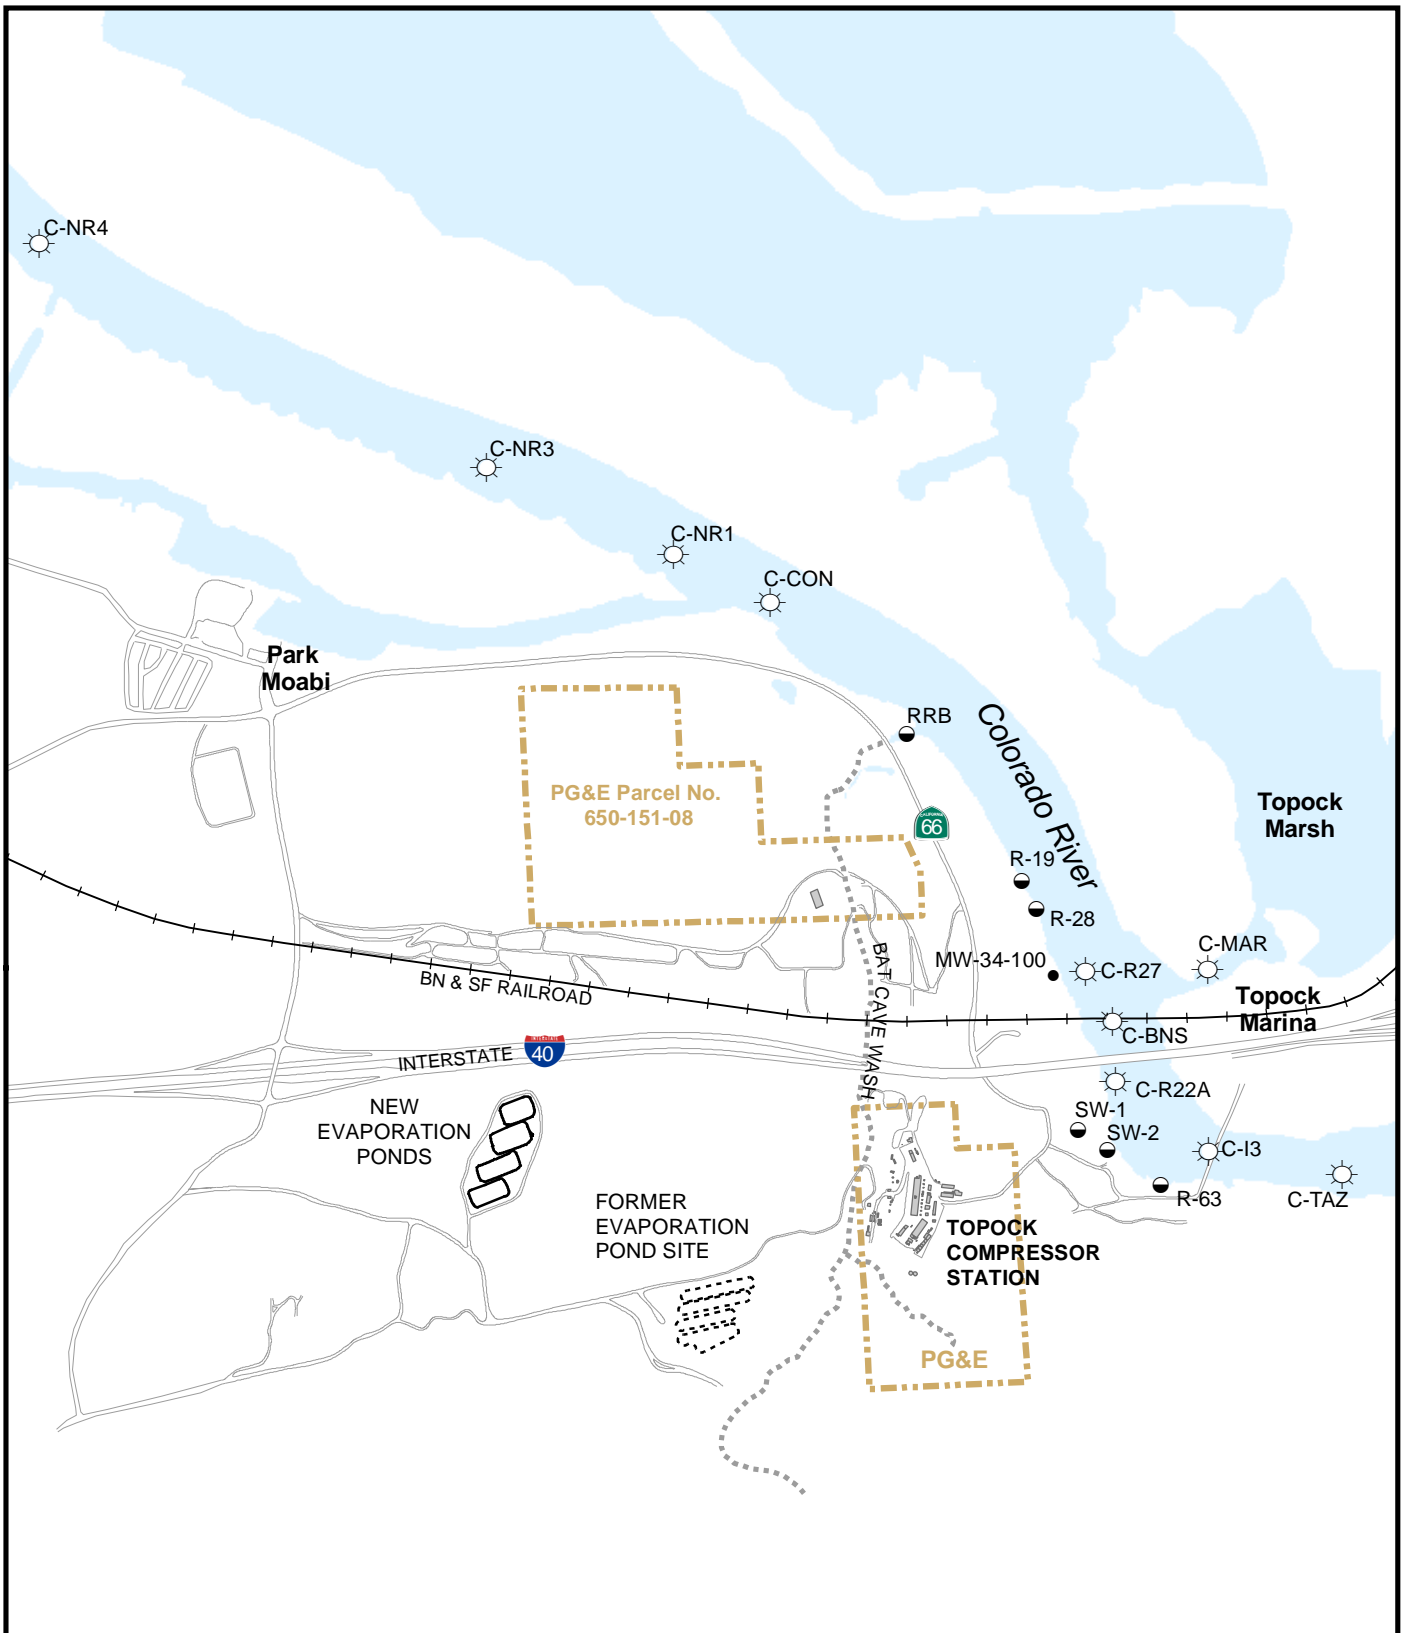 C-NR4
C-NR3
C-NR1
C-CON
Park
Moabi
RRB
Colorado River
PG&E Parcel No.
650-151-08
CALIFORNIA
66
Topock
Marsh
R-19
R-28
C-MAR
MW-34-100
C-R27
BAT CAVE WASH
BN & SF RAILROAD
Topock
Marina
C-BNS
INTERSTATE
INTERSTATE
40
C-R22A
NEW
EVAPORATION
PONDS
SW-1
SW-2
C-I3
R-63
C-TAZ
FORMER
EVAPORATION
POND SITE
TOPOCK
COMPRESSOR
STATION
PG&E